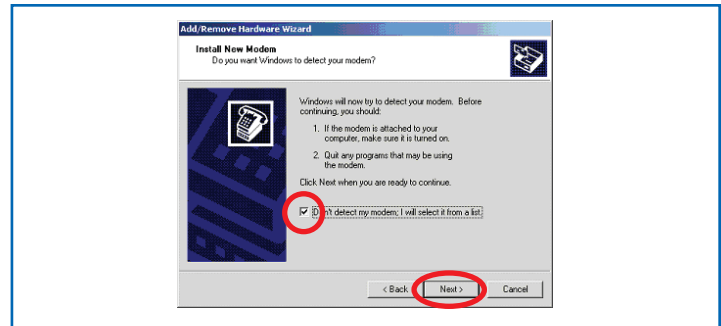 Add/Remove Hardware Wizard
Install New Modem
Do you want Windows to detect your modem?
Windows will now try to detect your modem. Before
continuing, you should:
1. If the modem is attached to your
computer, make sure it is turned on.
2. Quit any programs that may be using
the modem.
Click Next when you are ready to continue.
Don't detect my modem; I will select it from a list.
< Back
Next >
Cancel